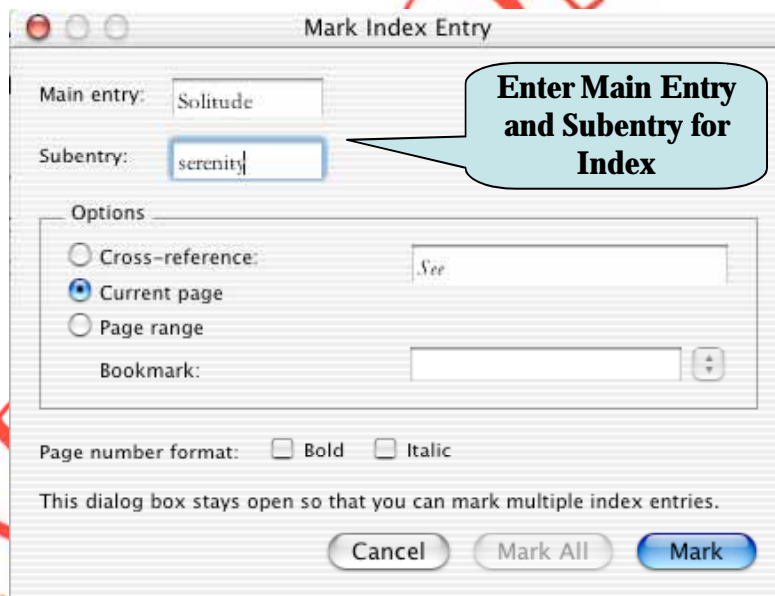 Mark Index Entry
Main entry: Solitude
Enter Main Entry
and Subentry for
Index
Subentry: serenity
Options
Cross-reference: See
Current page
Page range
Bookmark:
Page number format: Bold Italic
This dialog box stays open so that you can mark multiple index entries.
Cancel Mark All Mark